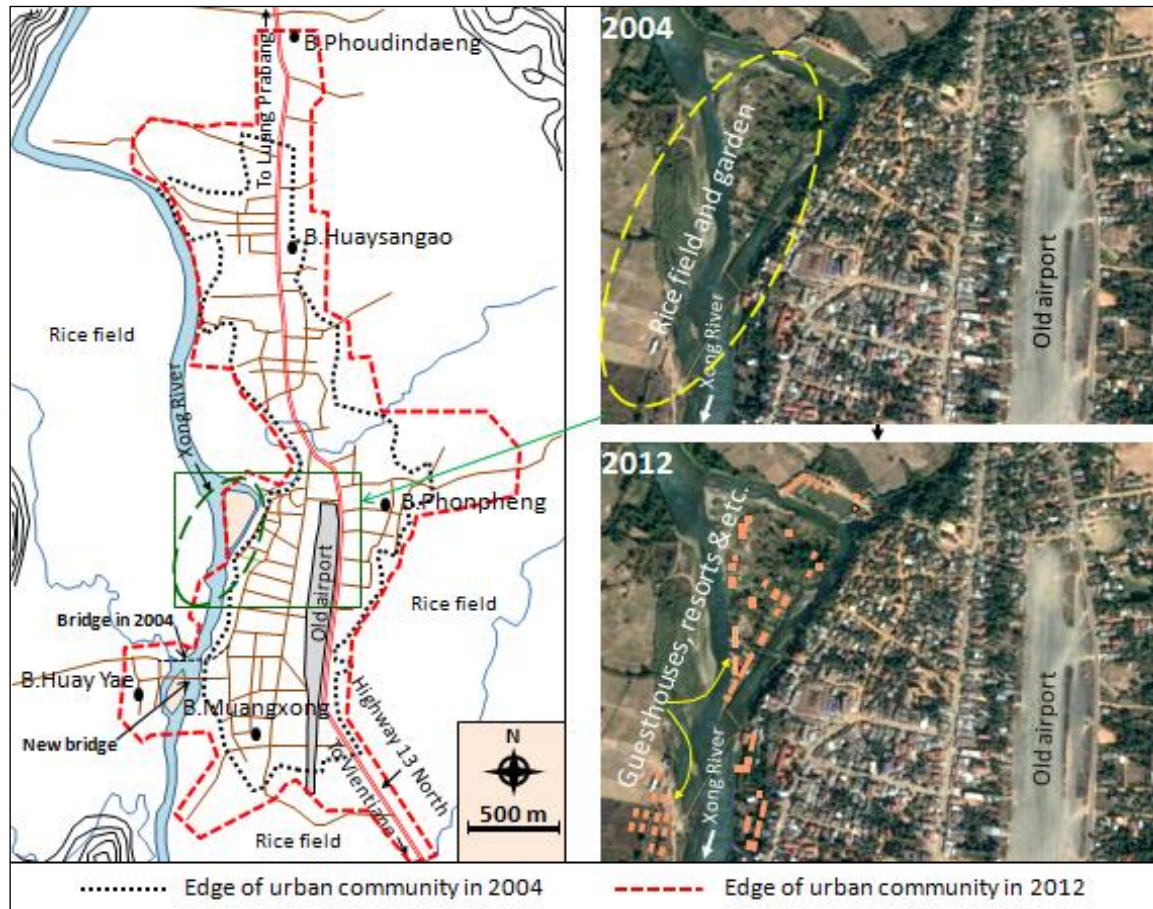 B.Phoudindaeng
To Luang Prabang
B.Huaysangao
Rice field
Xong River
B.Phonpheng
Old airport
Rice field
Bridge in 2004
B.Huay Yae
B.Muangxong
New bridge
Highway 13 North
To Vientiane
Rice field
N
500 m
2004
Rice field and garden
Xong River
Old airport
2012
Guesthouses, resorts & etc.
Xong River
Old airport
Edge of urban community in 2004
Edge of urban community in 2012